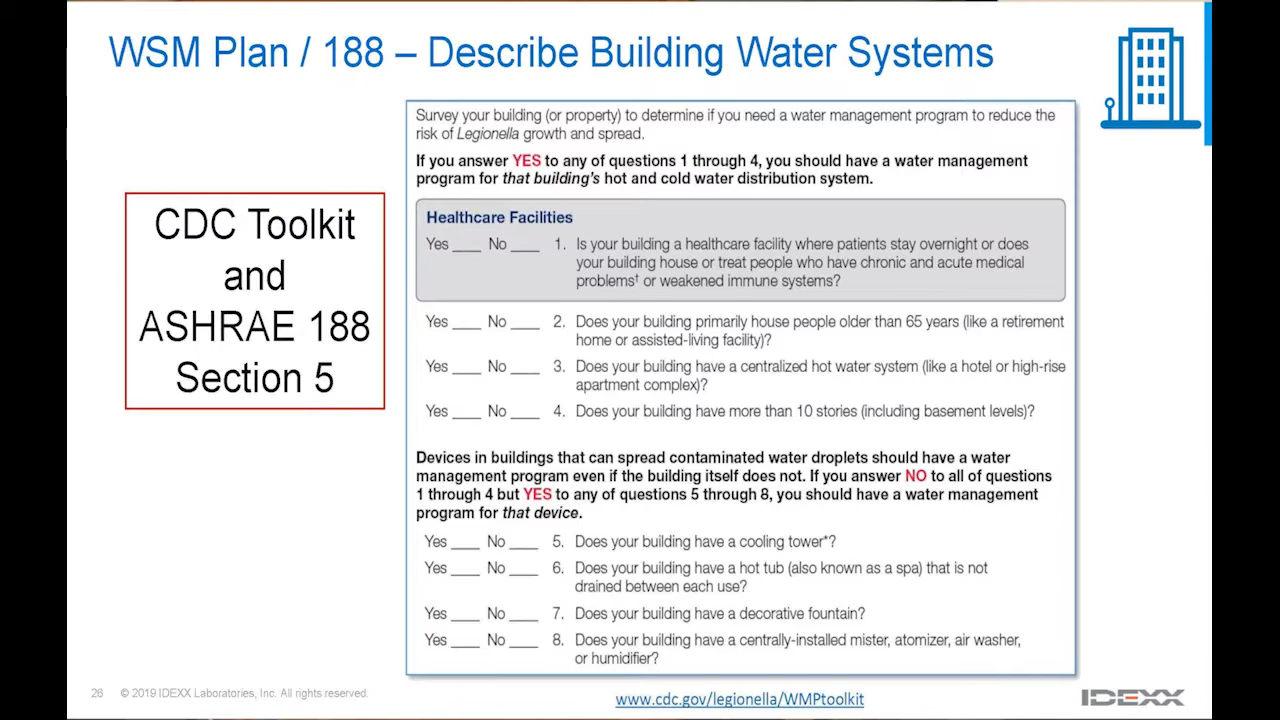 WSM Plan / 188 – Describe Building Water Systems
CDC Toolkit
and
ASHRAE 188
Section 5
Survey your building (or property) to determine if you need a water management program to reduce the
risk of Legionella growth and spread.
If you answer YES to any of questions 1 through 4, you should have a water management
program for that building's hot and cold water distribution system.
Healthcare Facilities
Yes ____ No ____ 1. Is your building a healthcare facility where patients stay overnight or does
your building house or treat people who have chronic and acute medical
problems† or weakened immune systems?
Yes ____ No ____ 2. Does your building primarily house people older than 65 years (like a retirement
home or assisted-living facility)?
Yes ____ No ____ 3. Does your building have a centralized hot water system (like a hotel or high-rise
apartment complex)?
Yes ____ No ____ 4. Does your building have more than 10 stories (including basement levels)?
Devices in buildings that can spread contaminated water droplets should have a water
management program even if the building itself does not. If you answer NO to all of questions
1 through 4 but YES to any of questions 5 through 8, you should have a water management
program for that device.
Yes ____ No ____ 5. Does your building have a cooling tower*?
Yes ____ No ____ 6. Does your building have a hot tub (also known as a spa) that is not
drained between each use?
Yes ____ No ____ 7. Does your building have a decorative fountain?
Yes ____ No ____ 8. Does your building have a centrally-installed mister, atomizer, air washer,
or humidifier?
26 © 2019 IDEXX Laboratories, Inc. All rights reserved.
www.cdc.gov/legionella/WMPtoolkit
IDEXX